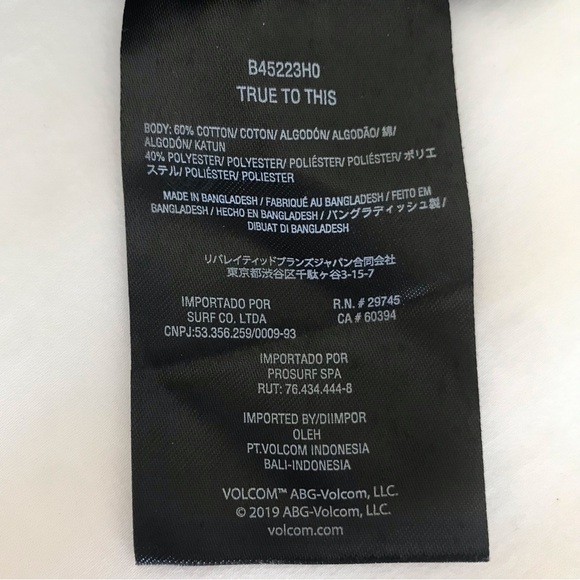 B45223H0
TRUE TO THIS
BODY: 60% COTTON/ COTON/ ALGODÓN/ ALGODÃO/ 綿/
ALGODÓN/ KATUN
40% POLYESTER/ POLYESTER/ POLIÉSTER/ POLIÉSTER/ ポリエ
ステル/ POLIÉSTER/ POLIESTER
MADE IN BANGLADESH / FABRIQUÉ AU BANGLADESH / FEITO EM
BANGLADESH / HECHO EN BANGLADESH / バングラディッシュ製 /
DIBUAT DI BANGLADESH
リバレイティッドブランズジャパン合同会社
東京都渋谷区千駄ヶ谷3-15-7
IMPORTADO POR
SURF CO. LTDA
CNPJ:53.356.259/0009-93
R.N. # 29745
CA # 60394
IMPORTADO POR
PROSURF SPA
RUT: 76.434.444-8
IMPORTED BY/DIIMPOR
OLEH
PT.VOLCOM INDONESIA
BALI-INDONESIA
VOLCOM™ ABG-Volcom, LLC.
© 2019 ABG-Volcom, LLC.
volcom.com